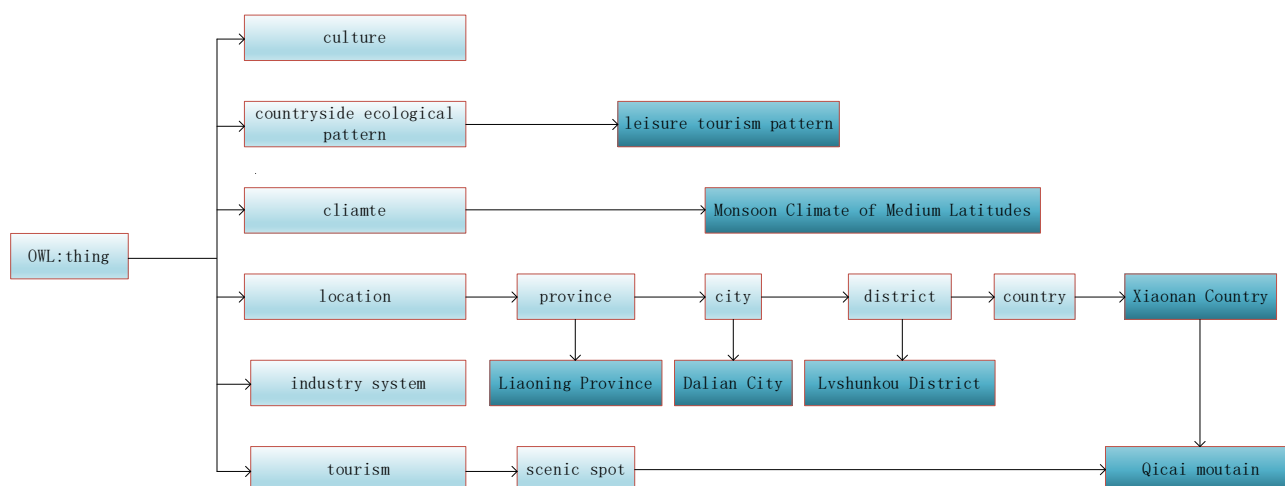 culture
countryside ecological
pattern
leisure tourism pattern
cliamte
Monsoon Climate of Medium Latitudes
OWL:thing
location
province
city
district
country
Xiaonan Country
industry system
Liaoning Province
Dalian City
Lvshunkou District
tourism
scenic spot
Qicai moutain